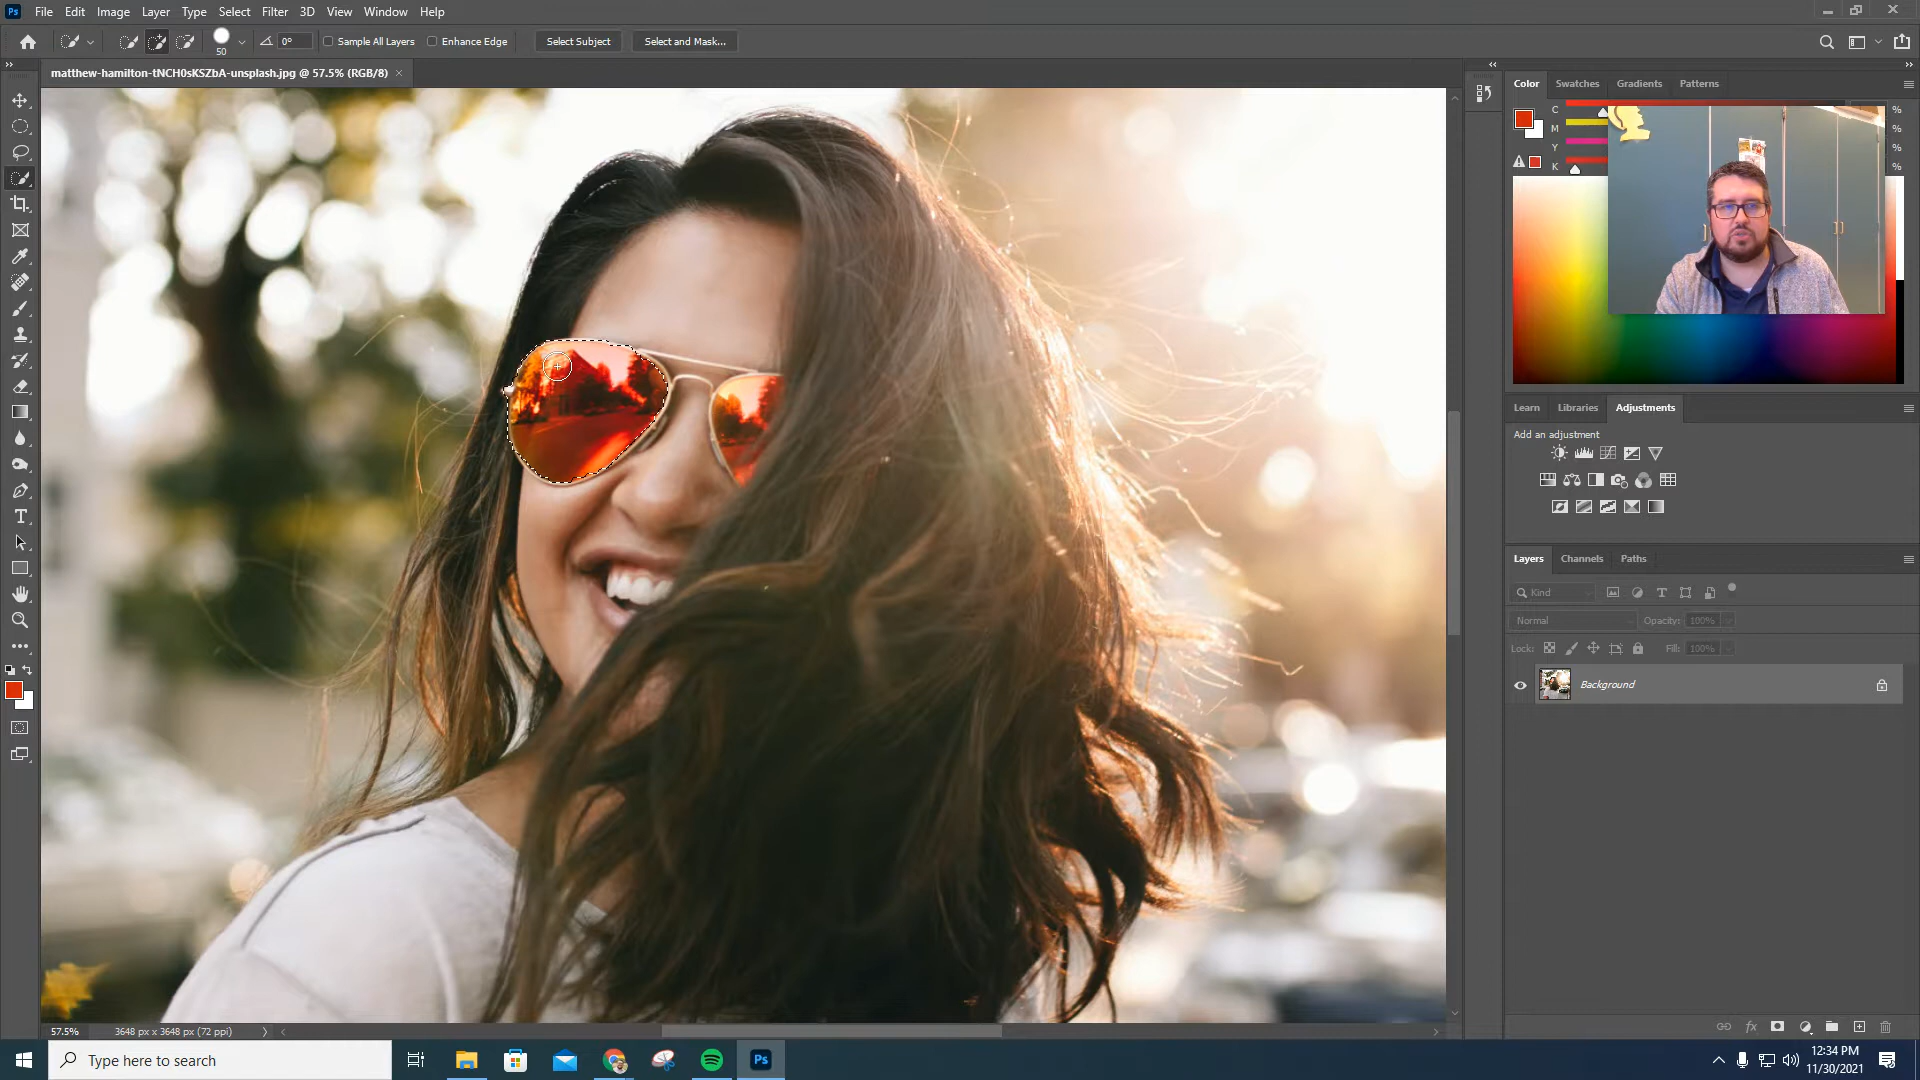 Ps File Edit Image Layer Type Select Filter 3D View Window Help
50 0° Sample All Layers Enhance Edge Select Subject Select and Mask...
matthew-hamilton-tNCH0sKSZbA-unsplash.jpg @ 57.5% (RGB/8) ×
Color Swatches Gradients Patterns
C %
M %
Y %
K %
Learn Libraries Adjustments
Add an adjustment
Layers Channels Paths
Kind
Normal Opacity: 100%
Lock: Fill: 100%
Background
fx
57.5% 3648 px x 3648 px (72 ppi)
Type here to search
Ps
12:34 PM
11/30/2021